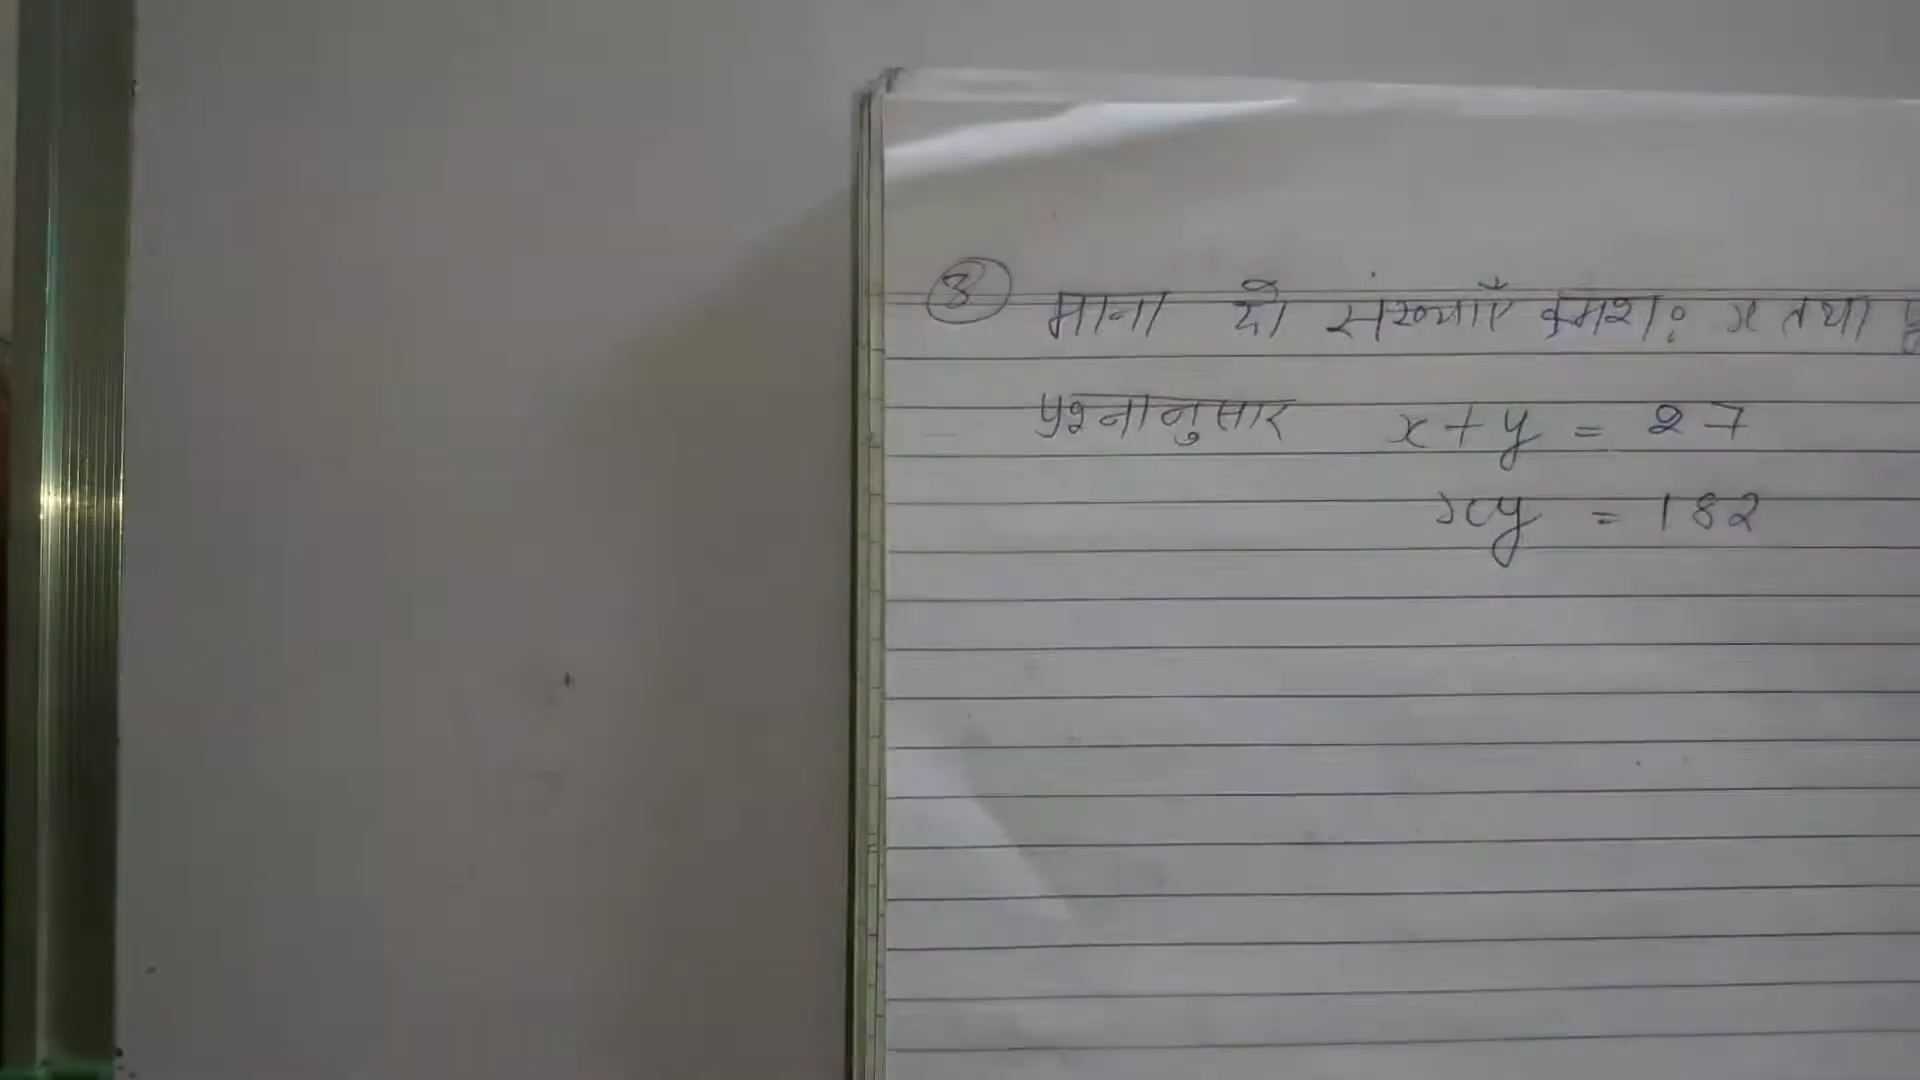 3 माना दो संख्याएँ क्रमशः x तथा
प्रश्नानुसार x+y = 27
xy = 182